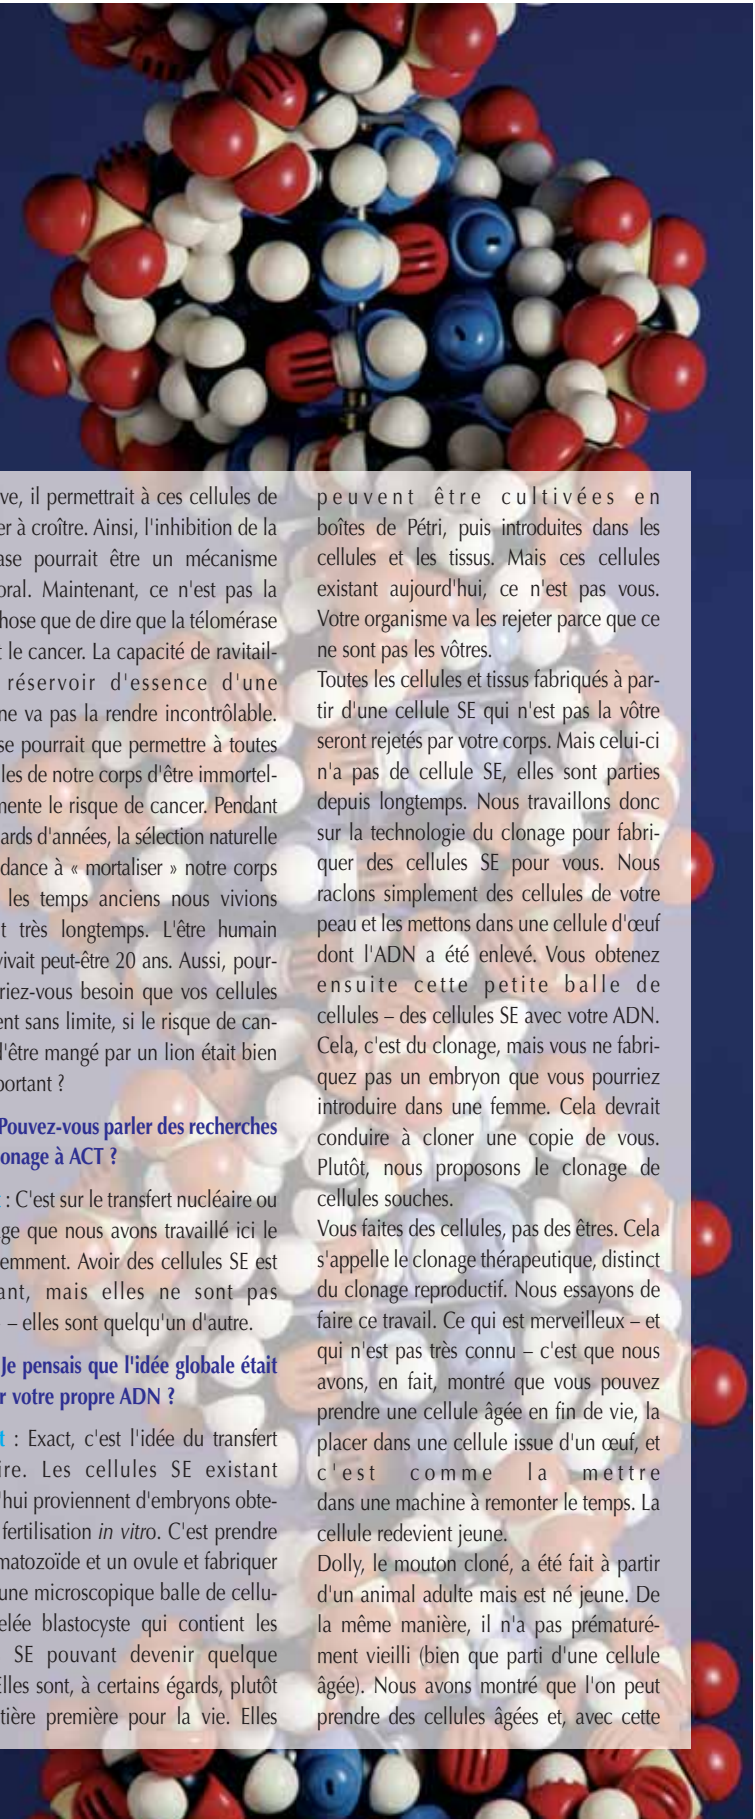 ve, il permettrait à ces cellules de
er à croître. Ainsi, l'inhibition de la
ase pourrait être un mécanisme
oral. Maintenant, ce n'est pas la
hose que de dire que la télomérase
t le cancer. La capacité de ravitail-
réservoir d'essence d'une
ne va pas la rendre incontrôlable.
se pourrait que permettre à toutes
les de notre corps d'être immortel-
mente le risque de cancer. Pendant
ards d'années, la sélection naturelle
dance à « mortaliser » notre corps
les temps anciens nous vivions
t très longtemps. L'être humain
vivait peut-être 20 ans. Aussi, pour-
riez-vous besoin que vos cellules
ent sans limite, si le risque de can-
d'être mangé par un lion était bien
portant ?
Pouvez-vous parler des recherches
onage à ACT ?
t : C'est sur le transfert nucléaire ou
ge que nous avons travaillé ici le
emment. Avoir des cellules SE est
ant, mais elles ne sont pas
– elles sont quelqu'un d'autre.
Je pensais que l'idée globale était
r votre propre ADN ?
t : Exact, c'est l'idée du transfert
ire. Les cellules SE existant
'hui proviennent d'embryons obte-
fertilisation in vitro. C'est prendre
matozoïde et un ovule et fabriquer
une microscopique balle de cellu-
elée blastocyste qui contient les
SE pouvant devenir quelque
Elles sont, à certains égards, plutôt
tière première pour la vie. Elles
peuvent être cultivées en
boîtes de Pétri, puis introduites dans les
cellules et les tissus. Mais ces cellules
existant aujourd'hui, ce n'est pas vous.
Votre organisme va les rejeter parce que ce
ne sont pas les vôtres.
Toutes les cellules et tissus fabriqués à par-
tir d'une cellule SE qui n'est pas la vôtre
seront rejetés par votre corps. Mais celui-ci
n'a pas de cellule SE, elles sont parties
depuis longtemps. Nous travaillons donc
sur la technologie du clonage pour fabri-
quer des cellules SE pour vous. Nous
raclons simplement des cellules de votre
peau et les mettons dans une cellule d'œuf
dont l'ADN a été enlevé. Vous obtenez
ensuite cette petite balle de
cellules – des cellules SE avec votre ADN.
Cela, c'est du clonage, mais vous ne fabri-
quez pas un embryon que vous pourriez
introduire dans une femme. Cela devrait
conduire à cloner une copie de vous.
Plutôt, nous proposons le clonage de
cellules souches.
Vous faites des cellules, pas des êtres. Cela
s'appelle le clonage thérapeutique, distinct
du clonage reproductif. Nous essayons de
faire ce travail. Ce qui est merveilleux – et
qui n'est pas très connu – c'est que nous
avons, en fait, montré que vous pouvez
prendre une cellule âgée en fin de vie, la
placer dans une cellule issue d'un œuf, et
c'est comme la mettre
dans une machine à remonter le temps. La
cellule redevient jeune.
Dolly, le mouton cloné, a été fait à partir
d'un animal adulte mais est né jeune. De
la même manière, il n'a pas prématuré-
ment vieilli (bien que parti d'une cellule
âgée). Nous avons montré que l'on peut
prendre des cellules âgées et, avec cette